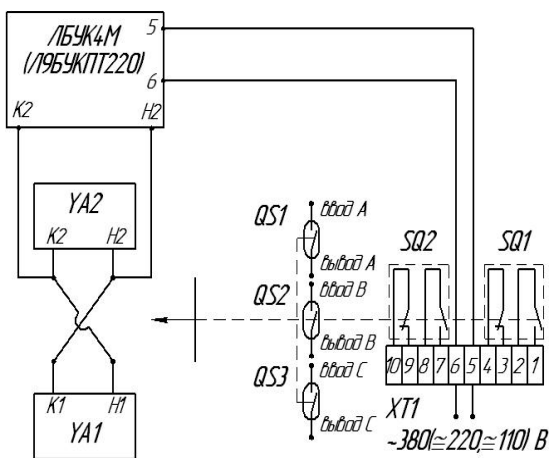 ЛБУК4М
(Л9БУКПТ220)
5
6
К2
Н2
YA2
К2
Н2
К1
Н1
YA1
QS1
ввод А
вывод А
QS2
ввод В
вывод В
QS3
ввод С
вывод С
SQ2
SQ1
10 9 8 7 6 5 4 3 2 1
XT1
~380(≃220,≃110) В